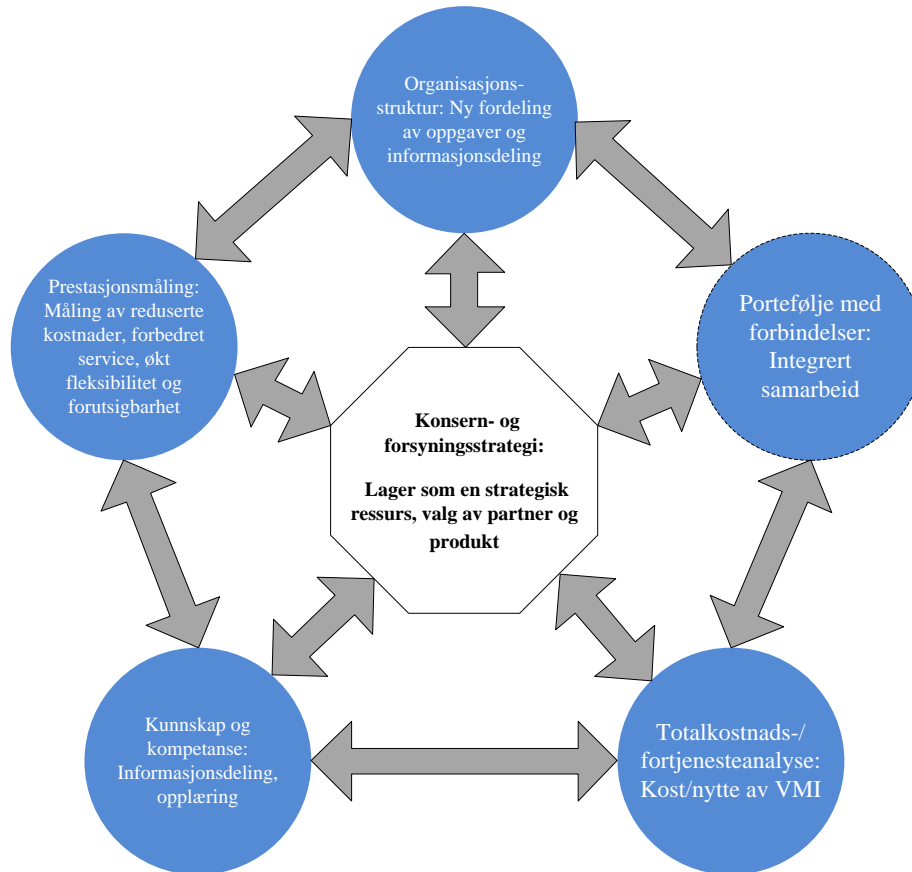 Organisasjons-
struktur: Ny fordeling
av oppgaver og
informasjonsdeling
Prestasjonsmåling:
Måling av reduserte
kostnader, forbedret
service, økt
fleksibilitet og
forutsigbarhet
Portefølje med
forbindelser:
Integrert
samarbeid
Konsern- og
forsyningsstrategi:
Lager som en strategisk
ressurs, valg av partner og
produkt
Kunnskap og
kompetanse:
Informasjonsdeling,
opplæring
Totalkostnads-/
fortjenesteanalyse:
Kost/nytte av VMI